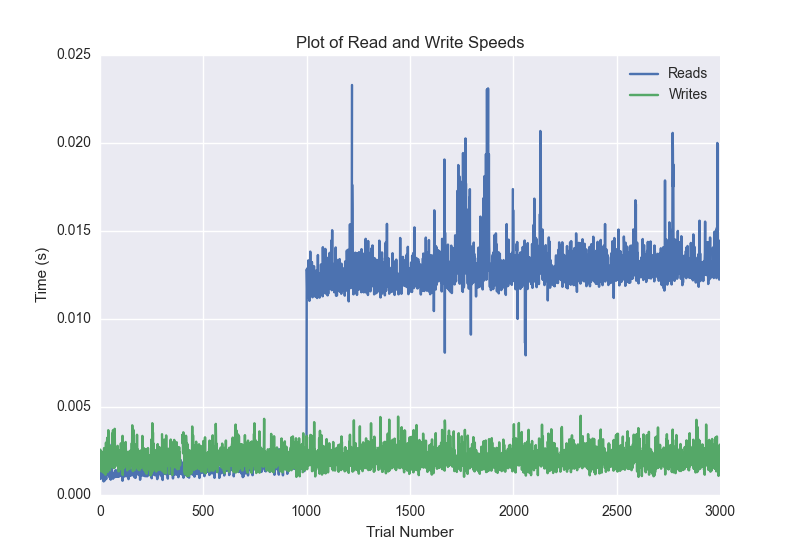 Plot of Read and Write Speeds
0.025
0.020
0.015
0.010
0.005
0.000
Time (s)
Reads
Writes
0 500 1000 1500 2000 2500 3000
Trial Number